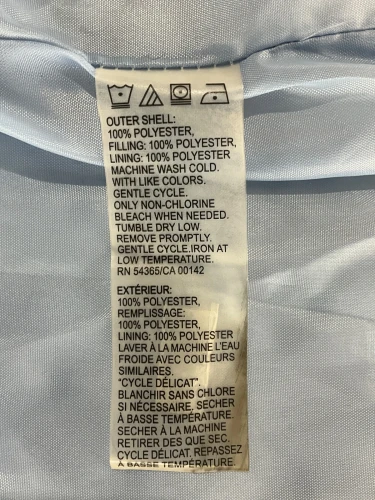 OUTER SHELL:
100% POLYESTER,
FILLING: 100% POLYESTER,
LINING: 100% POLYESTER
MACHINE WASH COLD.
WITH LIKE COLORS.
GENTLE CYCLE.
ONLY NON-CHLORINE
BLEACH WHEN NEEDED.
TUMBLE DRY LOW.
REMOVE PROMPTLY.
GENTLE CYCLE.IRON AT
LOW TEMPERATURE.
RN 54365/CA 00142
EXTÉRIEUR:
100% POLYESTER,
REMPLISSAGE:
100% POLYESTER,
LINING: 100% POLYESTER
LAVER À LA MACHINE L'EAU
FROIDE AVEC COULEURS
SIMILAIRES.
"CYCLE DÉLICAT".
BLANCHIR SANS CHLORE
SI NÉCESSAIRE. SECHER
À BASSE TEMPÉRATURE.
SECHER À LA MACHINE
RETIRER DES QUE SEC.
CYCLE DÉLICAT. REPASSEZ
À BASSE TEMPÉRATURE.